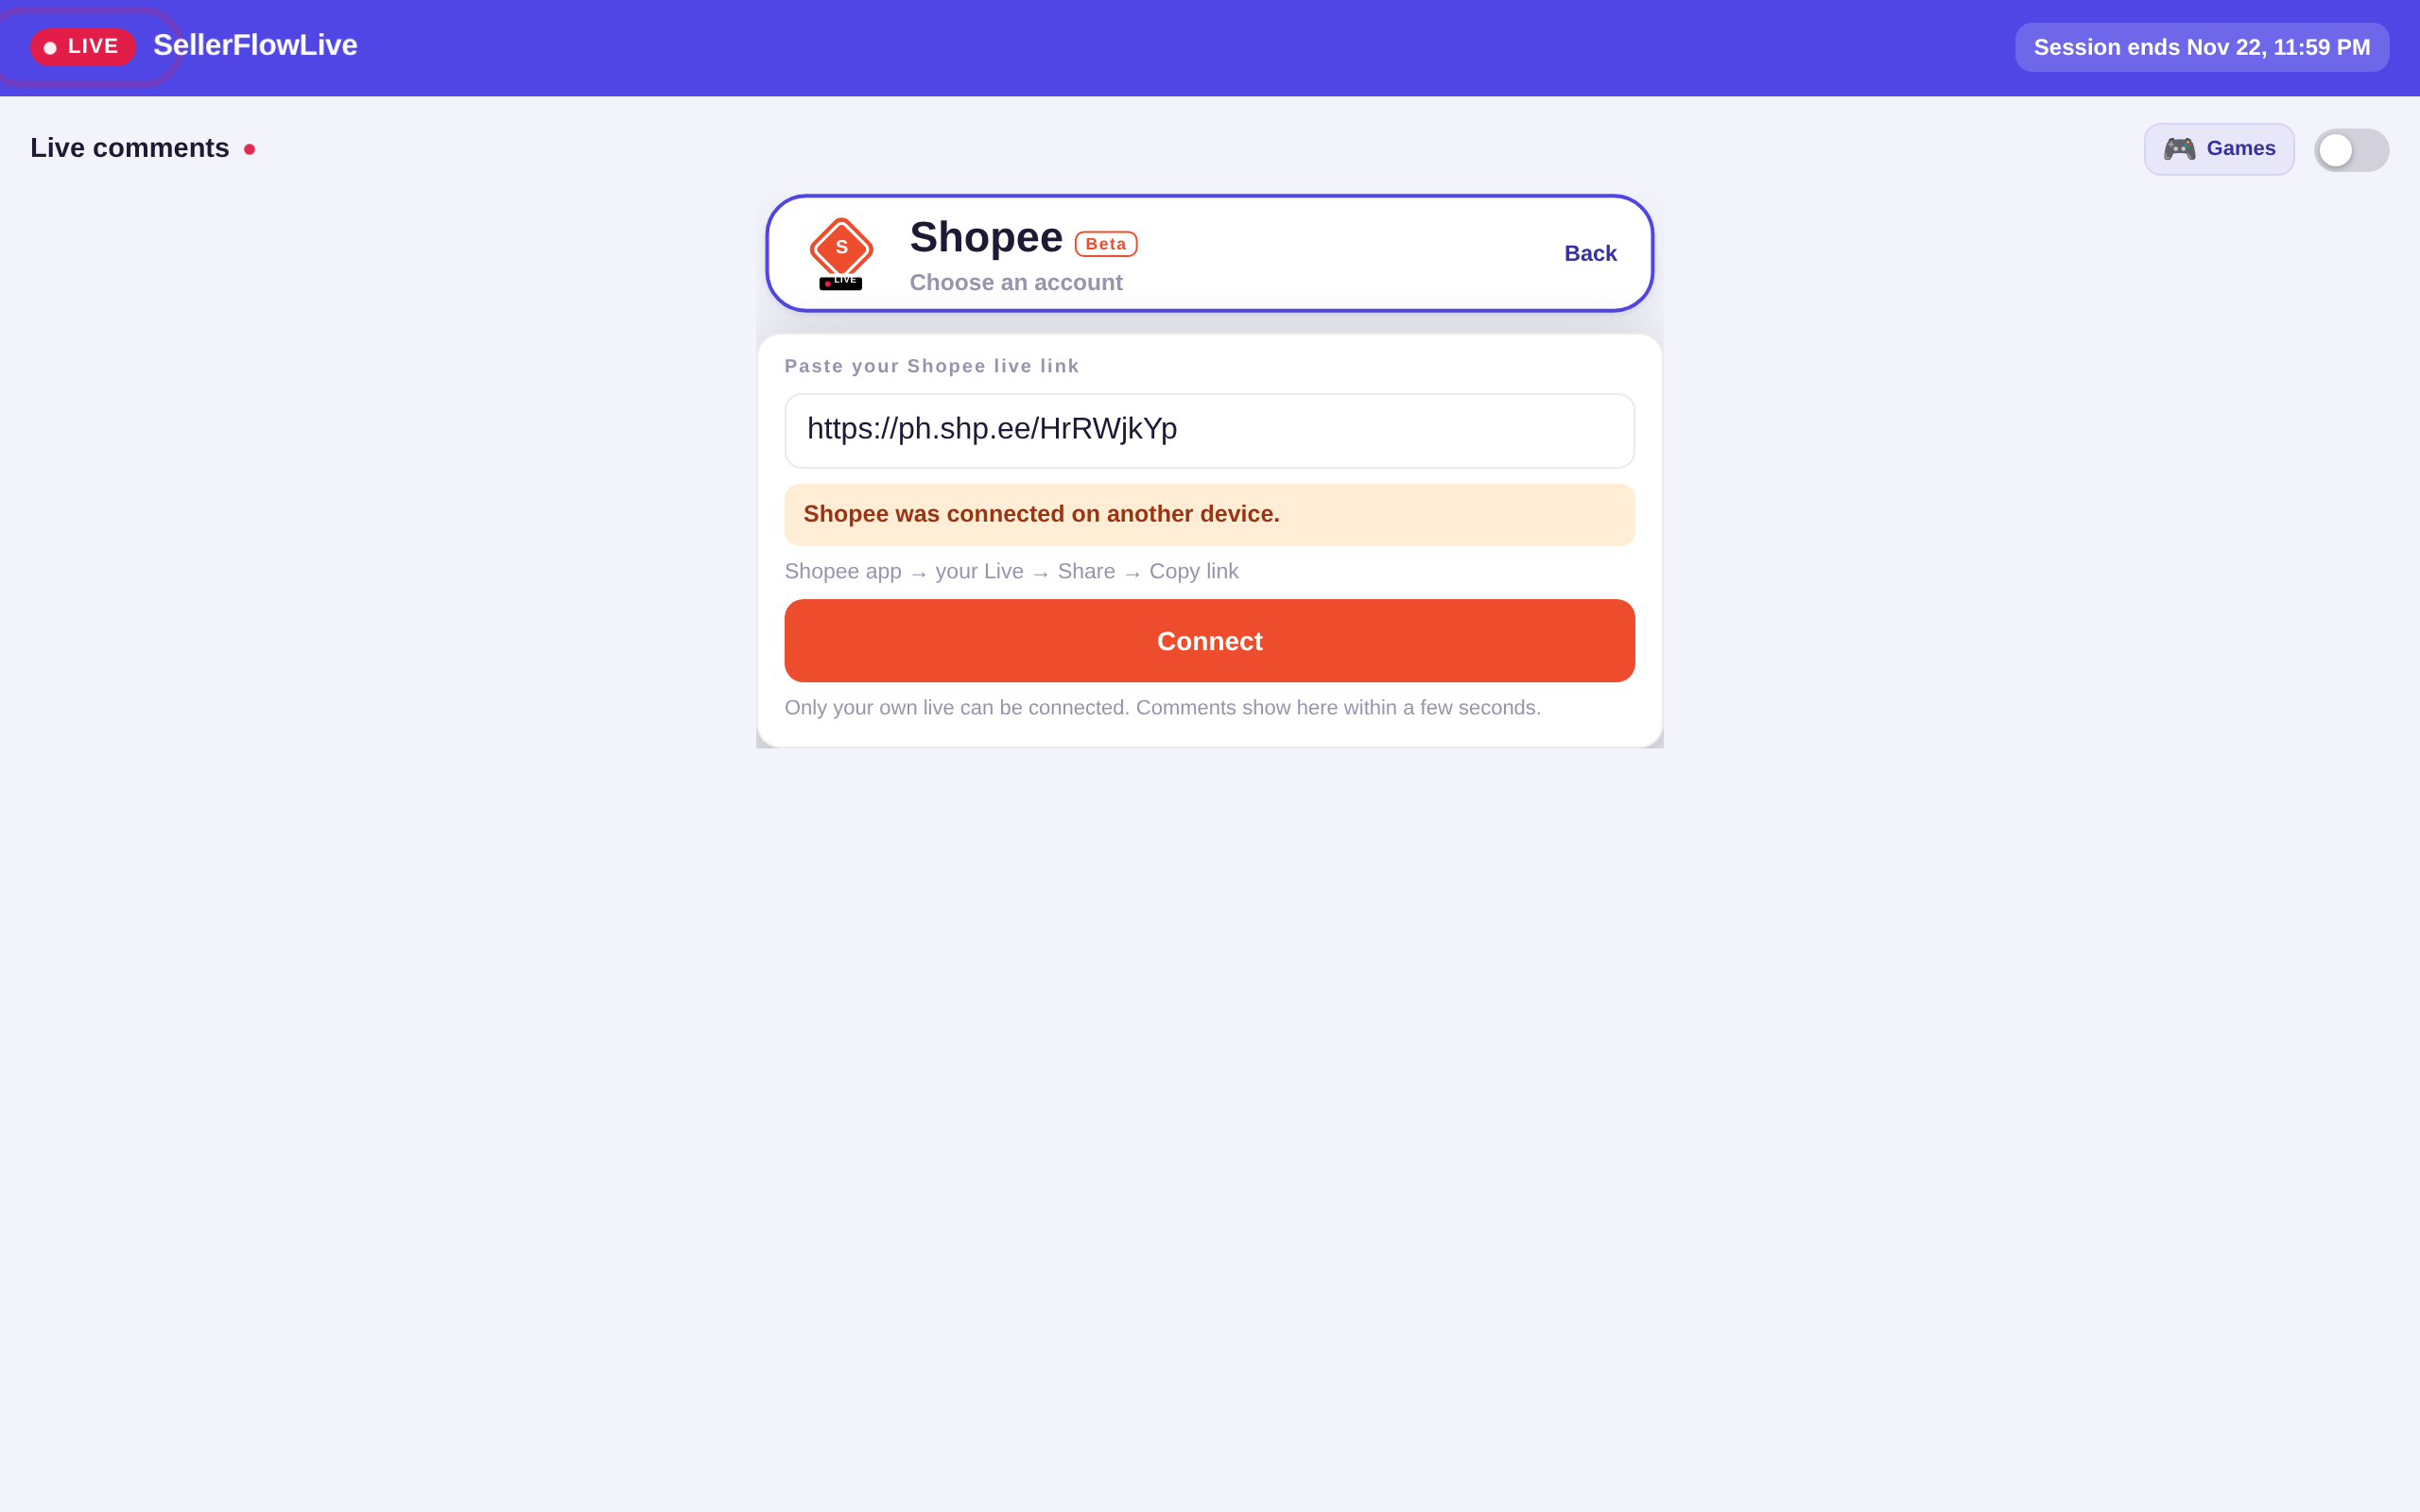 LIVE SellerFlowLive
Session ends Nov 22, 11:59 PM
Live comments
Games
S
LIVE
Shopee Beta
Choose an account
Back
Paste your Shopee live link
https://ph.shp.ee/HrRWjkYp
Shopee was connected on another device.
Shopee app → your Live → Share → Copy link
Connect
Only your own live can be connected. Comments show here within a few seconds.